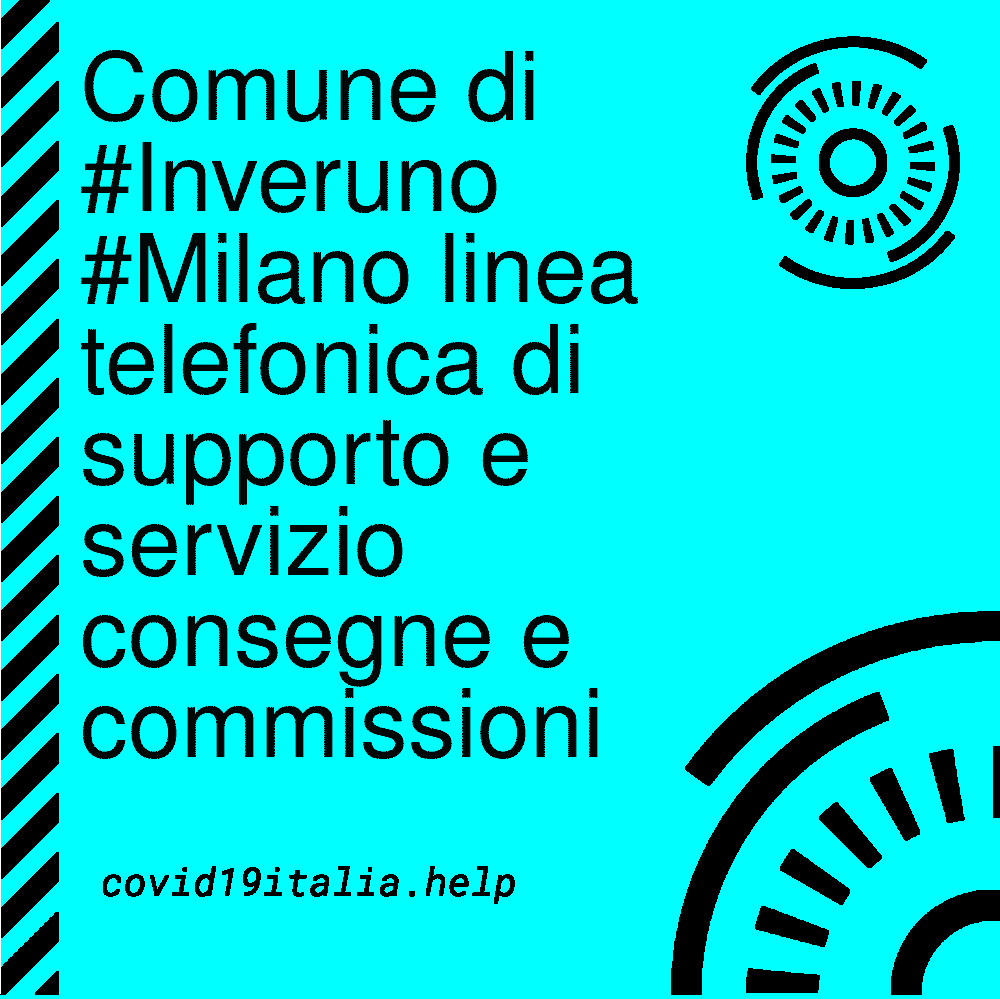 Comune di
#Inveruno
#Milano linea
telefonica di
supporto e
servizio
consegne e
commissioni
covid19italia.help